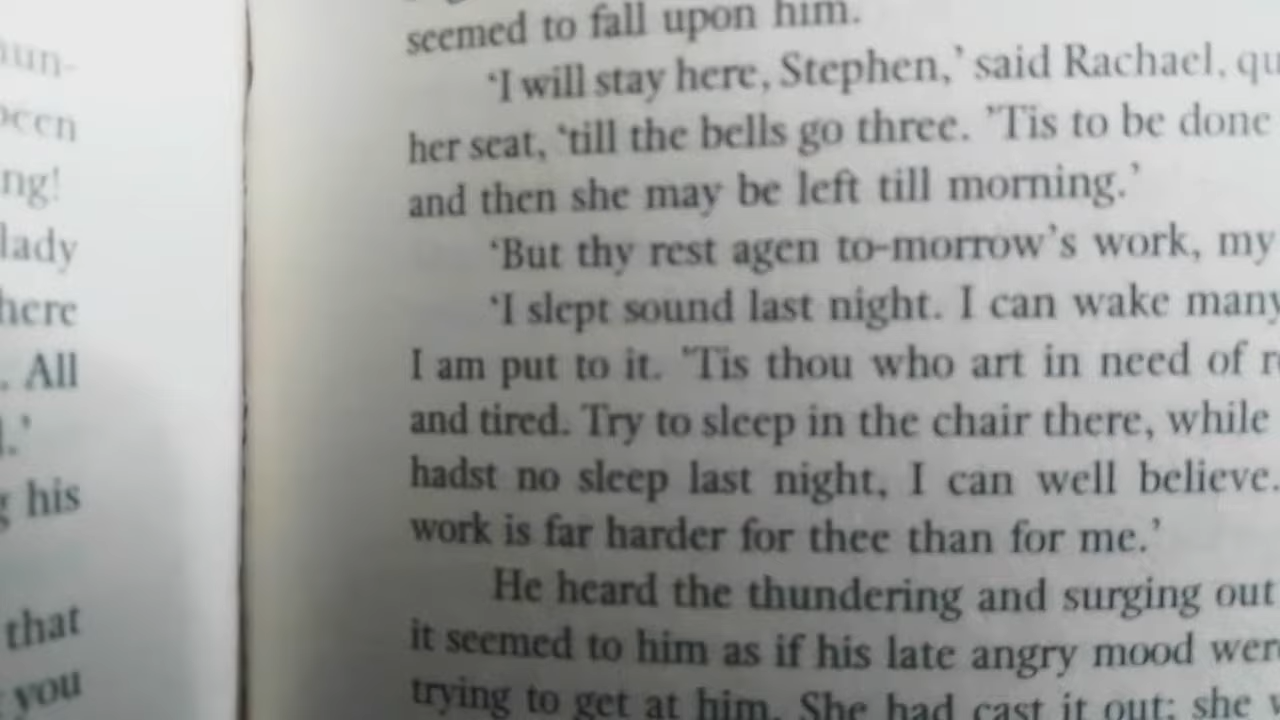 his
that
you
lady
All
seemed to fall upon him.
‘I will stay here, Stephen,’ said Rachael,
her seat, ‘till the bells go three. ’Tis to be done
and then she may be left till morning.’
‘But thy rest agen to-morrow’s work, my
‘I slept sound last night. I can wake many
I am put to it. ’Tis thou who art in need of
and tired. Try to sleep in the chair there, while
hadst no sleep last night, I can well believe.
work is far harder for thee than for me.’
He heard the thundering and surging out
it seemed to him as if his late angry mood
trying to get at him. She had cast it out; she